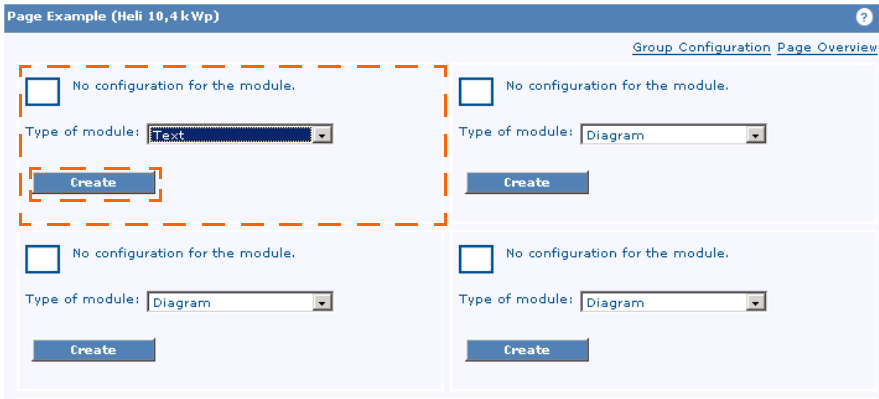 Page Example (Heli 10,4 kWp)
?
Group Configuration Page Overview
No configuration for the module.
Type of module: Text
Create
No configuration for the module.
Type of module: Diagram
Create
No configuration for the module.
Type of module: Diagram
Create
No configuration for the module.
Type of module: Diagram
Create